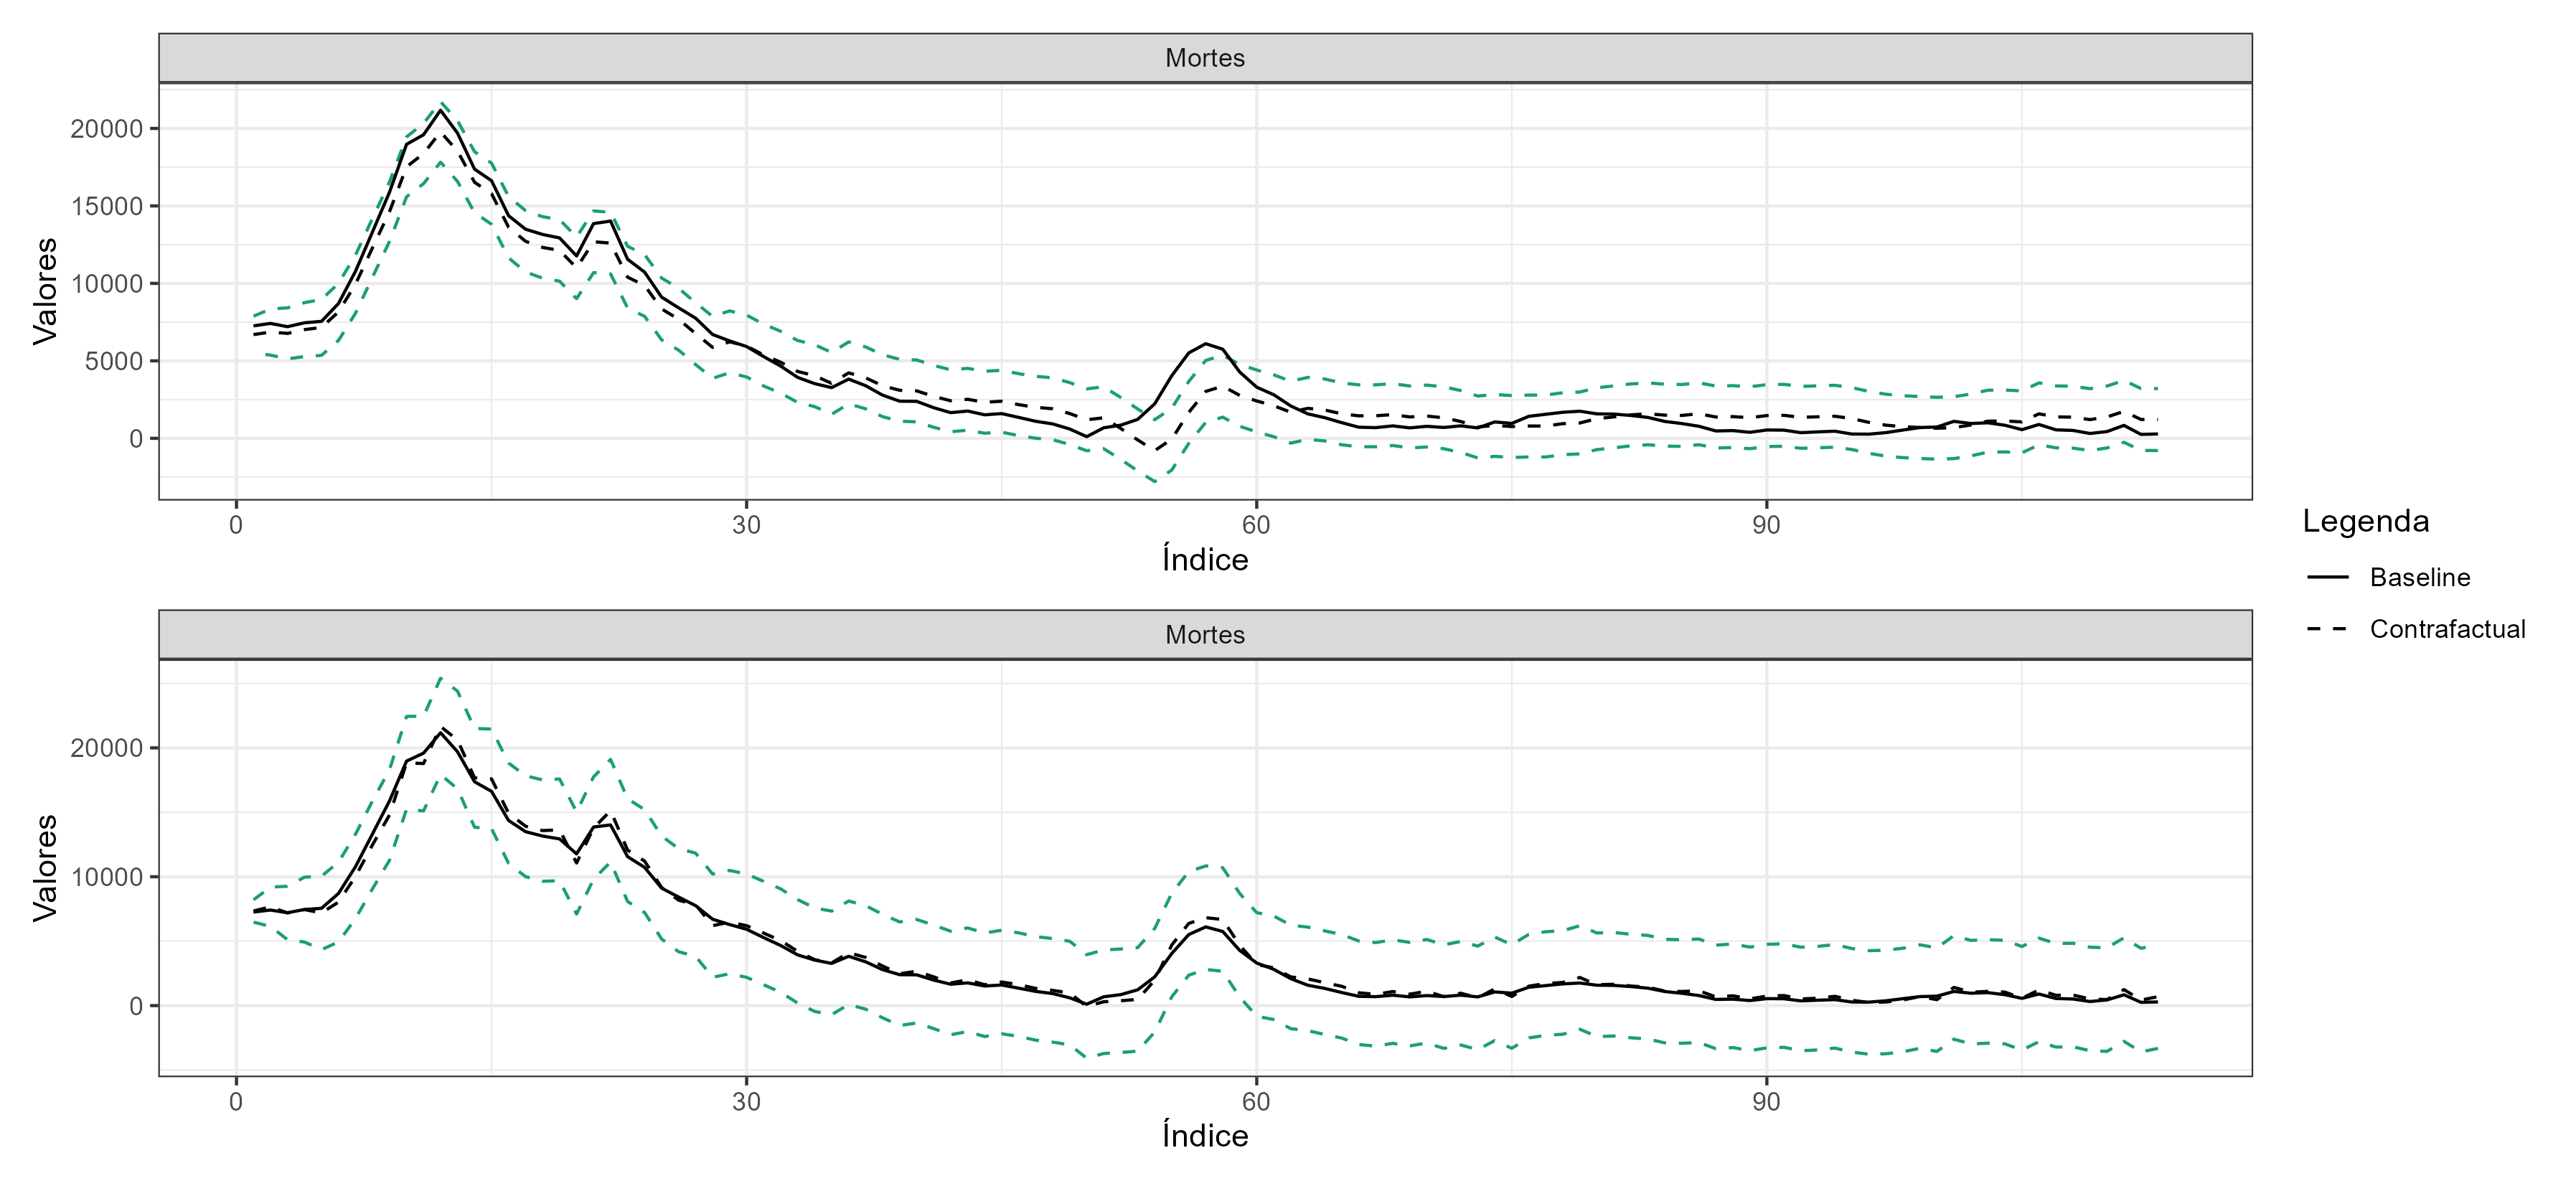 Mortes
Valores
20000
15000
10000
5000
0
0 30 60 90
Índice
Legenda
Baseline
Contrafactual
Mortes
Valores
20000
10000
0
0 30 60 90
Índice